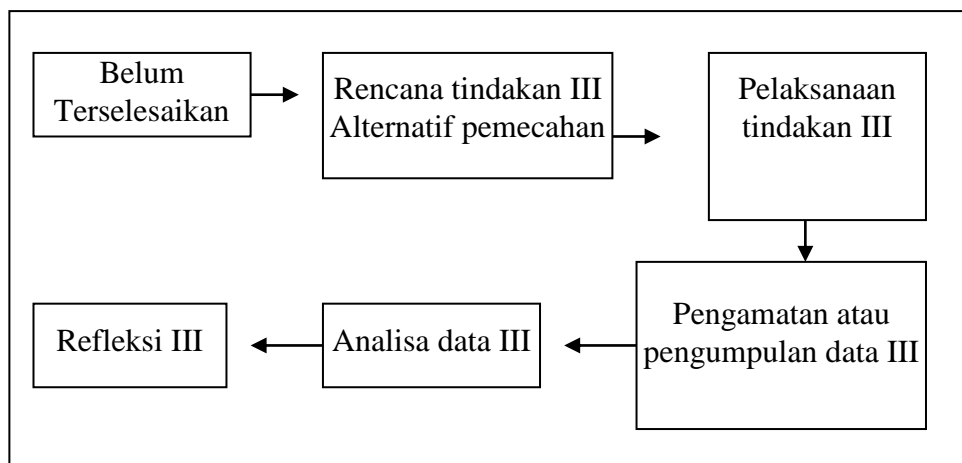 Belum
Terselesaikan
Rencana tindakan III
Alternatif pemecahan
Pelaksanaan
tindakan III
Pengamatan atau
pengumpulan data III
Analisa data III
Refleksi III